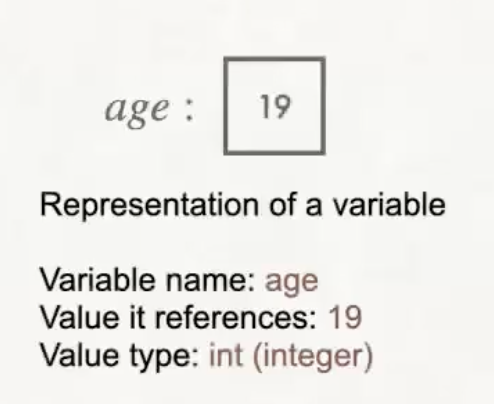 age : 19
Representation of a variable
Variable name: age
Value it references: 19
Value type: int (integer)